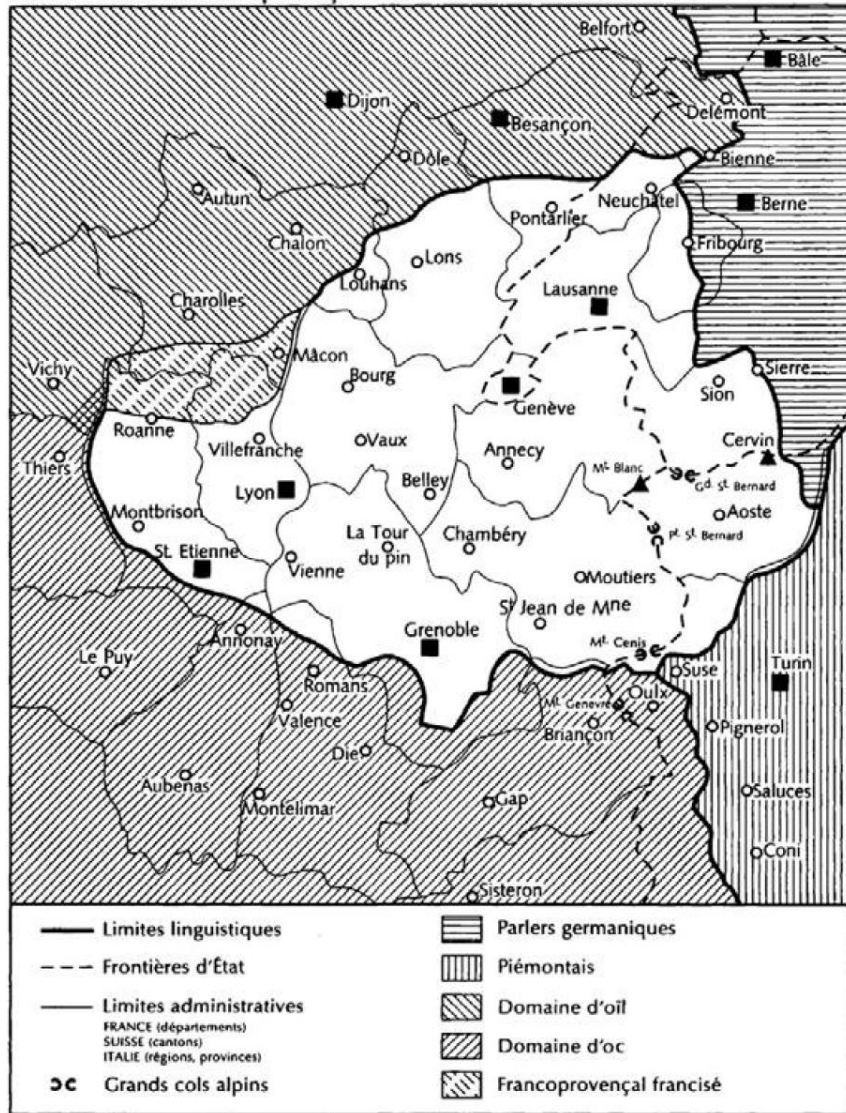 Belfort
Bâle
Dijon
Besançon
Delémont
Dôle
Bienne
Autun
Pontarlier
Neuchâtel
Berne
Chalon
Fribourg
Lons
Louhans
Lausanne
Charolles
Mâcon
Vichy
Bourg
Sierre
Sion
Genève
Roanne
Villefranche
Vaux
Annecy
Cervin
Thiers
Mt. Blanc
Gd. St. Bernard
Lyon
Belley
Aoste
Montbrison
La Tour
du pin
Chambéry
Pt. St. Bernard
St. Etienne
Vienne
Moutiers
St Jean de Mne
Annonay
Grenoble
Mt. Cenis
Le Puy
Romans
Suse
Turin
Oulx
Mt. Genèvre
Valence
Briançon
Pignerol
Die
Aubenas
Montelimar
Gap
Saluces
Coni
Sisteron
Limites linguistiques
Frontières d'État
Limites administratives
FRANCE (départements)
SUISSE (cantons)
ITALIE (régions, provinces)
Grands cols alpins
Parlers germaniques
Piémontais
Domaine d'oïl
Domaine d'oc
Francoprovençal francisé